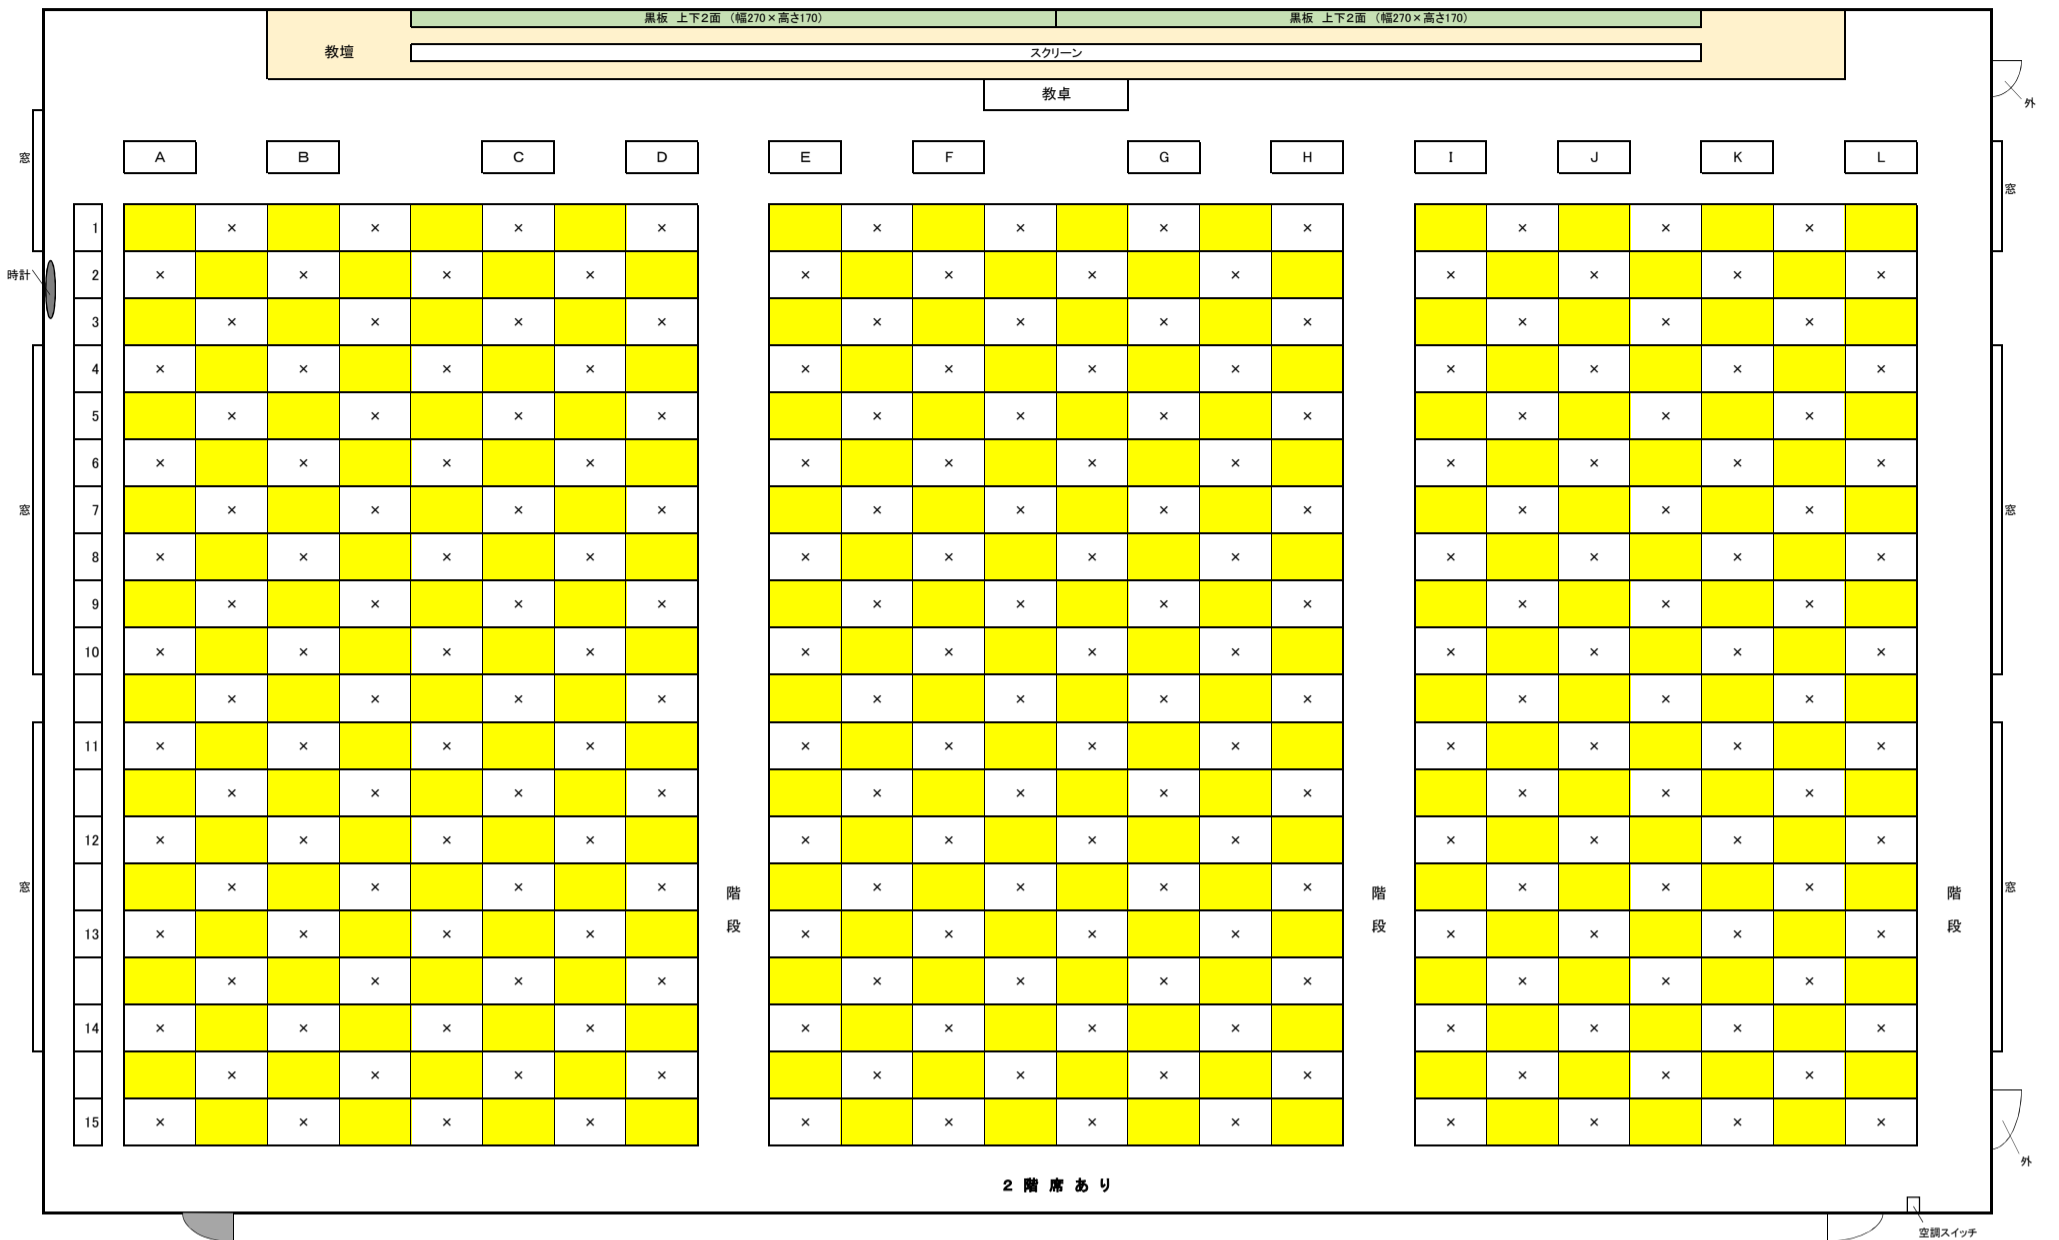 黒板　上下２面　（幅270×高さ170） 黒板　上下２面　（幅270×高さ170）
教壇 スクリーン
教卓
外
A B C D E F G H I J K L
窓 窓
1 × × × × × × × × × × ×
時計 2 × × × × × × × × × × × ×
3 × × × × × × × × × × ×
4 × × × × × × × × × × × ×
5 × × × × × × × × × × ×
6 × × × × × × × × × × × ×
窓 7 × × × × × × × × × × × 窓
8 × × × × × × × × × × × ×
9 × × × × × × × × × × ×
10 × × × × × × × × × × × ×
× × × × × × × × × × ×
11 × × × × × × × × × × × ×
× × × × × × × × × × ×
12 × × × × × × × × × × × ×
窓 × × × × × × × × × × × 窓
階段 階段 階段
13 × × × × × × × × × × × ×
× × × × × × × × × × ×
14 × × × × × × × × × × × ×
× × × × × × × × × × ×
15 × × × × × × × × × × × ×
外
２ 階 席 あ り
空調スイッチ